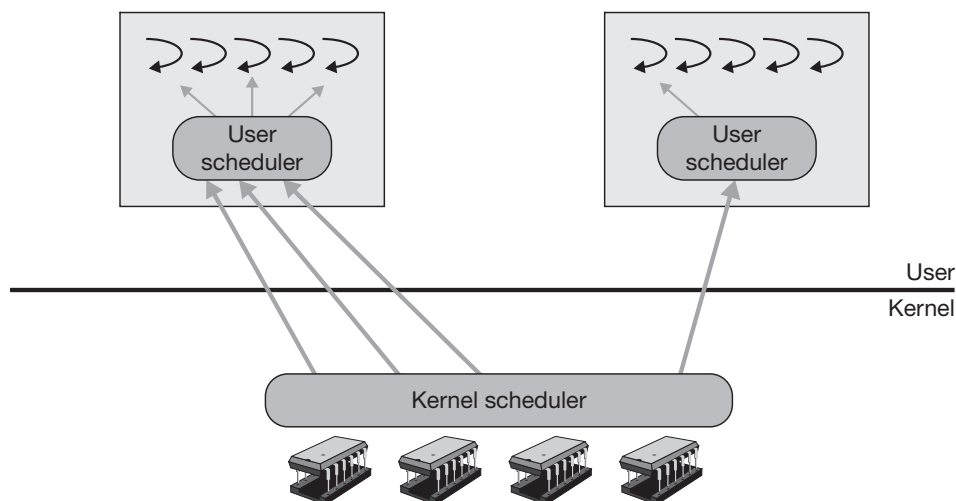 User
scheduler
User
scheduler
User
Kernel
Kernel scheduler